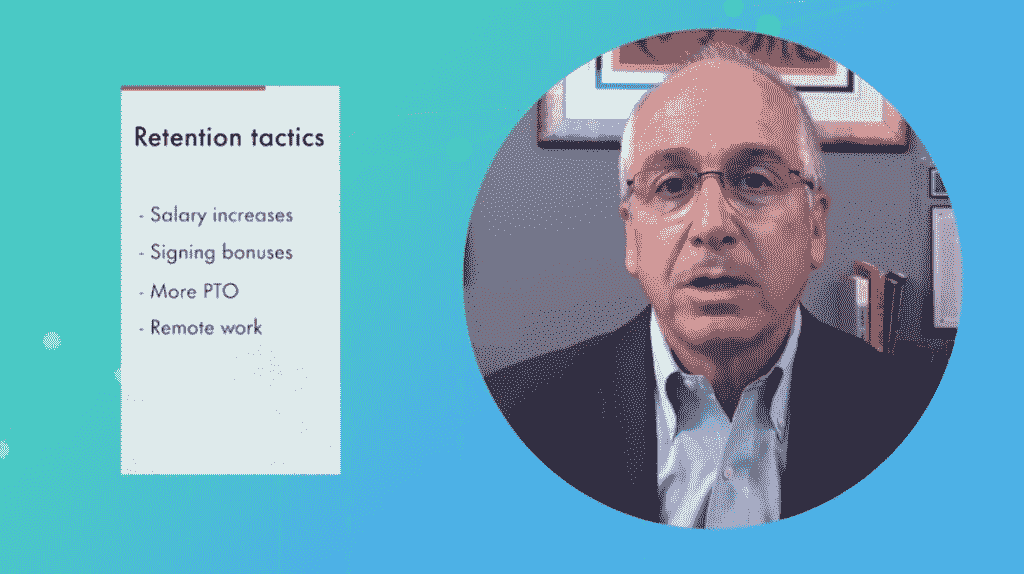 Retention tactics
- Salary increases
- Signing bonuses
- More PTO
- Remote work